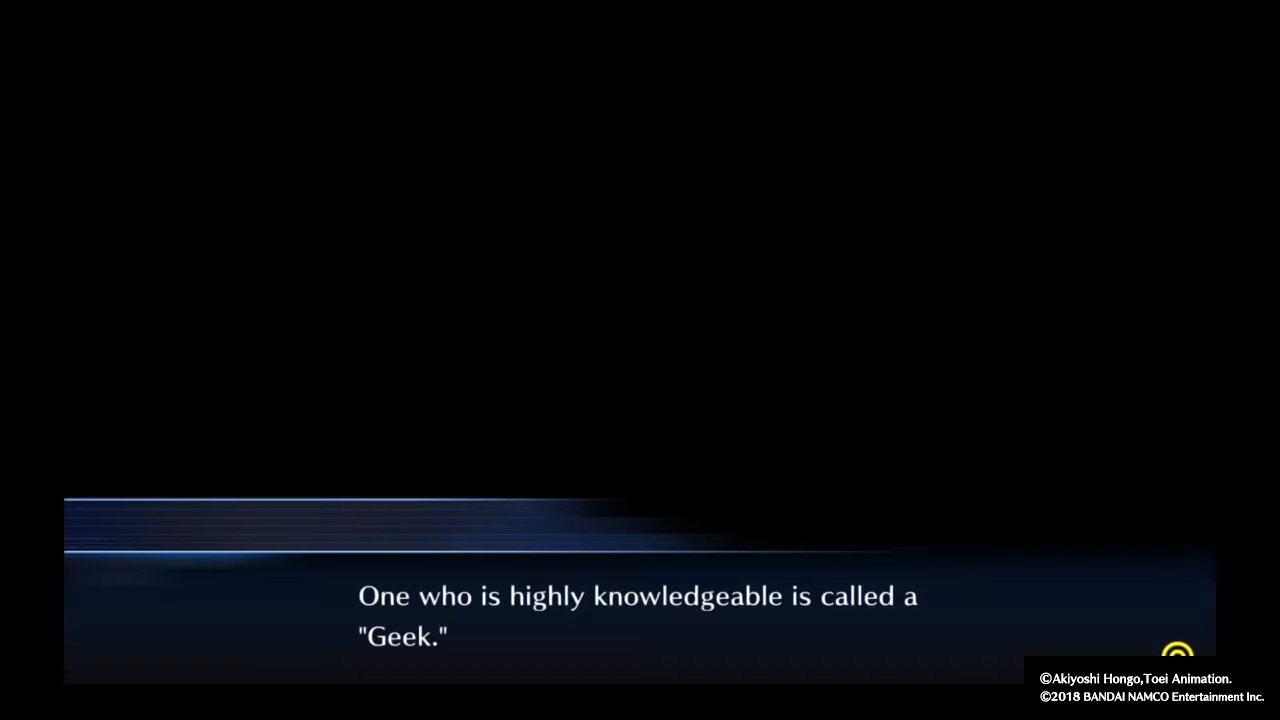 One who is highly knowledgeable is called a
"Geek."
©Akiyoshi Hongo,Toei Animation.
©2018 BANDAI NAMCO Entertainment Inc.